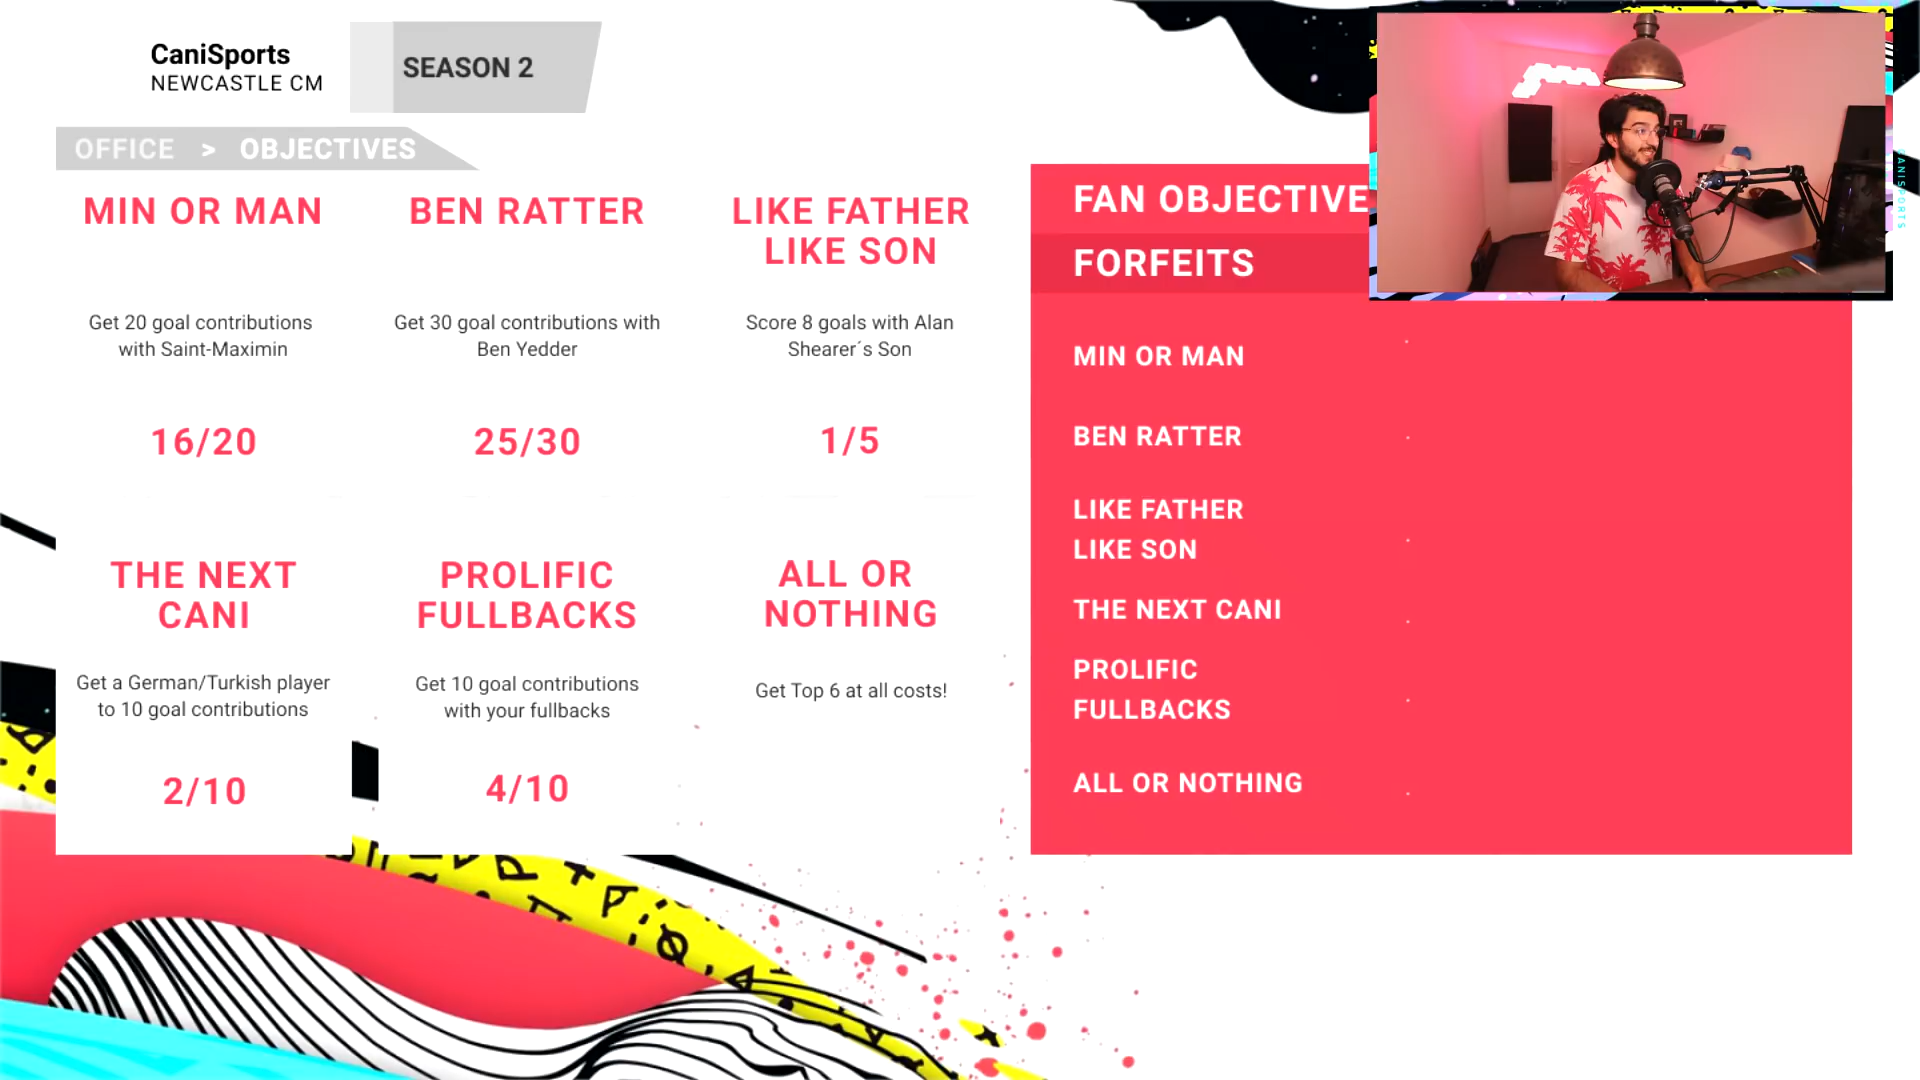 CaniSports
NEWCASTLE CM
SEASON 2
OFFICE > OBJECTIVES
MIN OR MAN
Get 20 goal contributions
with Saint-Maximin
16/20
BEN RATTER
Get 30 goal contributions with
Ben Yedder
25/30
LIKE FATHER
LIKE SON
Score 8 goals with Alan
Shearer´s Son
1/5
THE NEXT
CANI
Get a German/Turkish player
to 10 goal contributions
2/10
PROLIFIC
FULLBACKS
Get 10 goal contributions
with your fullbacks
4/10
ALL OR
NOTHING
Get Top 6 at all costs!
FAN OBJECTIVE
FORFEITS
MIN OR MAN
BEN RATTER
LIKE FATHER
LIKE SON
THE NEXT CANI
PROLIFIC
FULLBACKS
ALL OR NOTHING
CANISPORTS